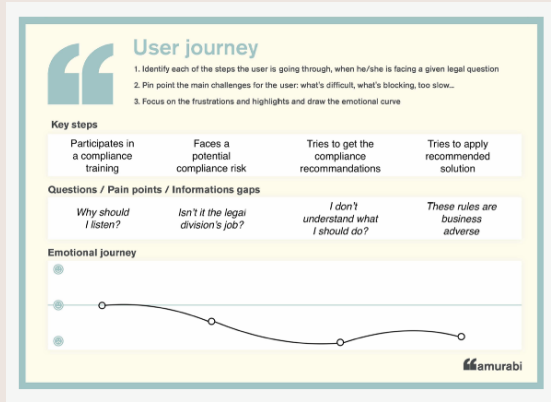 User journey
1. Identify each of the steps the user is going through, when he/she is facing a given legal question
2. Pin point the main challenges for the user: what's difficult, what's blocking, too slow...
3. Focus on the frustrations and highlights and draw the emotional curve
Key steps
Participates in
a compliance
training
Faces a
potential
compliance risk
Tries to get the
compliance
recommandations
Tries to apply
recommended
solution
Questions / Pain points / Informations gaps
Why should
I listen?
Isn't it the legal
division's job?
I don't
understand what
I should do?
These rules are
business
adverse
Emotional journey
amurabi